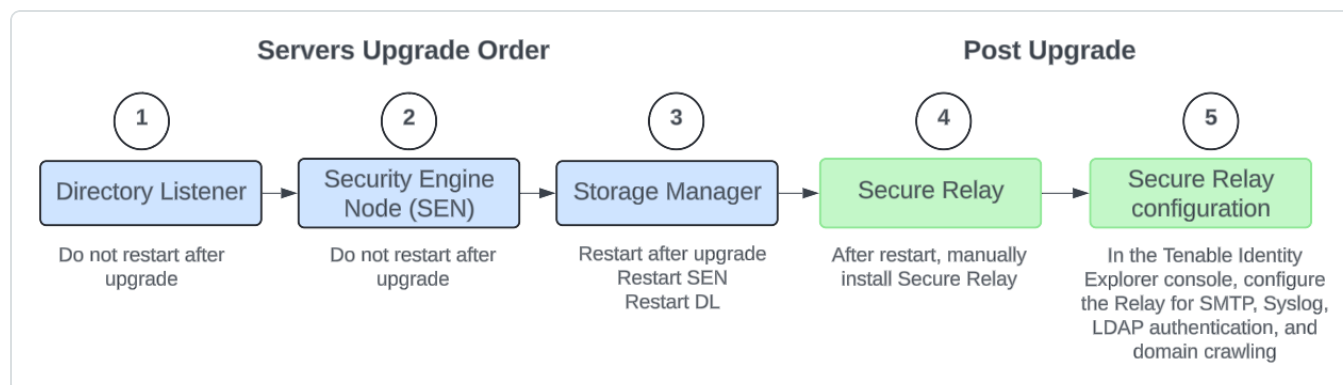 Servers Upgrade Order
Post Upgrade
1
2
3
4
5
Directory Listener
Security Engine
Node (SEN)
Storage Manager
Secure Relay
Secure Relay
configuration
Do not restart after
upgrade
Do not restart after
upgrade
Restart after upgrade
Restart SEN
Restart DL
After restart, manually
install Secure Relay
In the Tenable Identity
Explorer console, configure
the Relay for SMTP, Syslog,
LDAP authentication, and
domain crawling